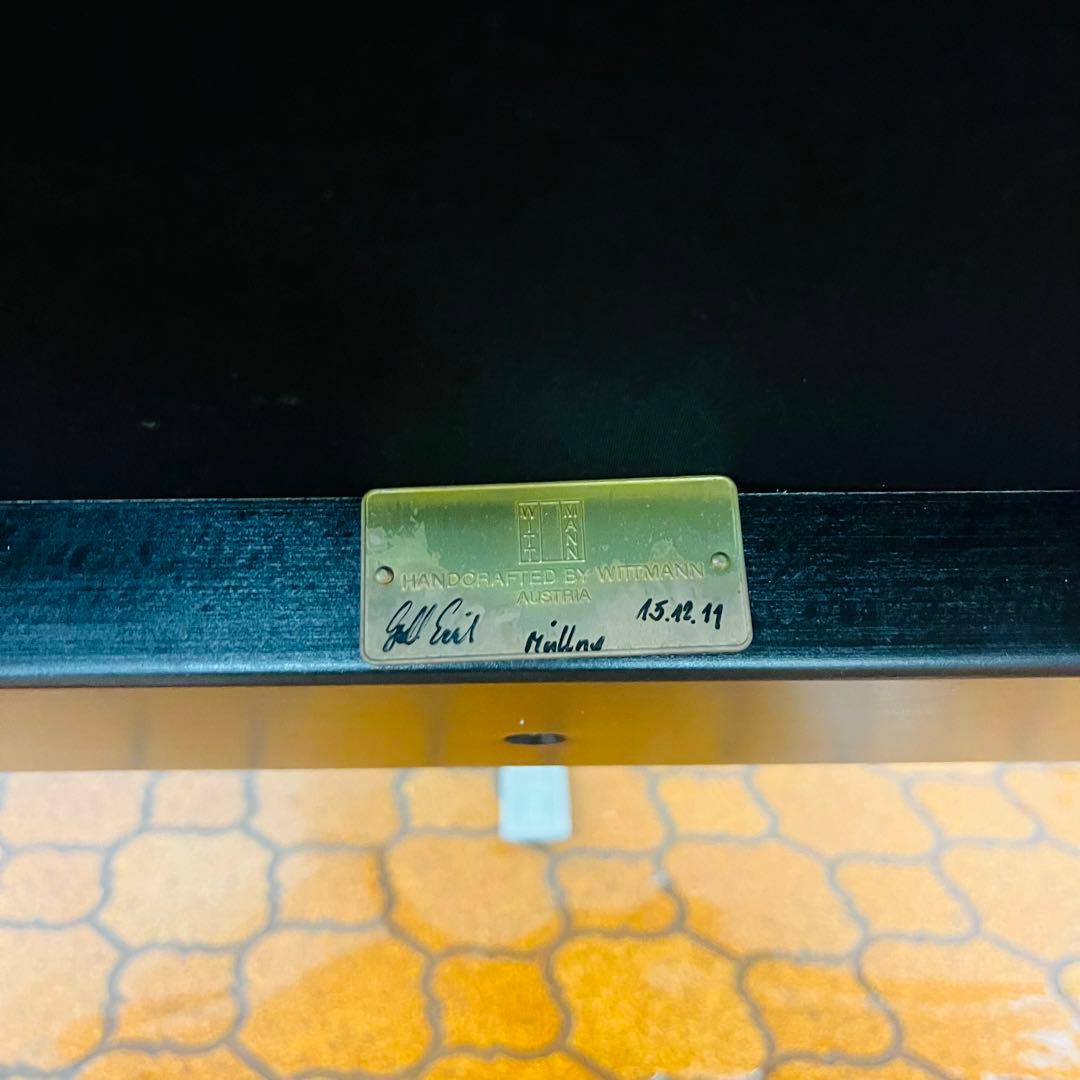 WITT MANN
HANDCRAFTED BY WITTMANN
AUSTRIA
15.12.11